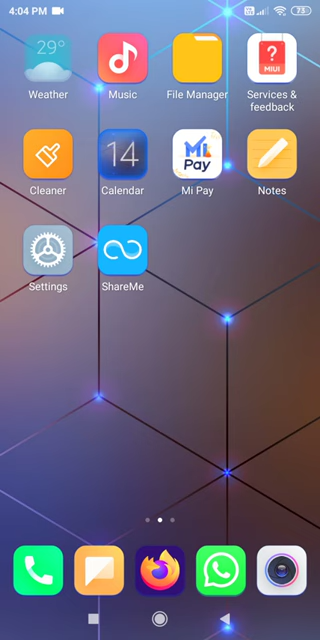 4:04 PM
73
29°
?
MIUI
Weather
Music
File Manager
Services &
feedback
14
Mi
Pay
Cleaner
Calendar
Mi Pay
Notes
Settings
ShareMe